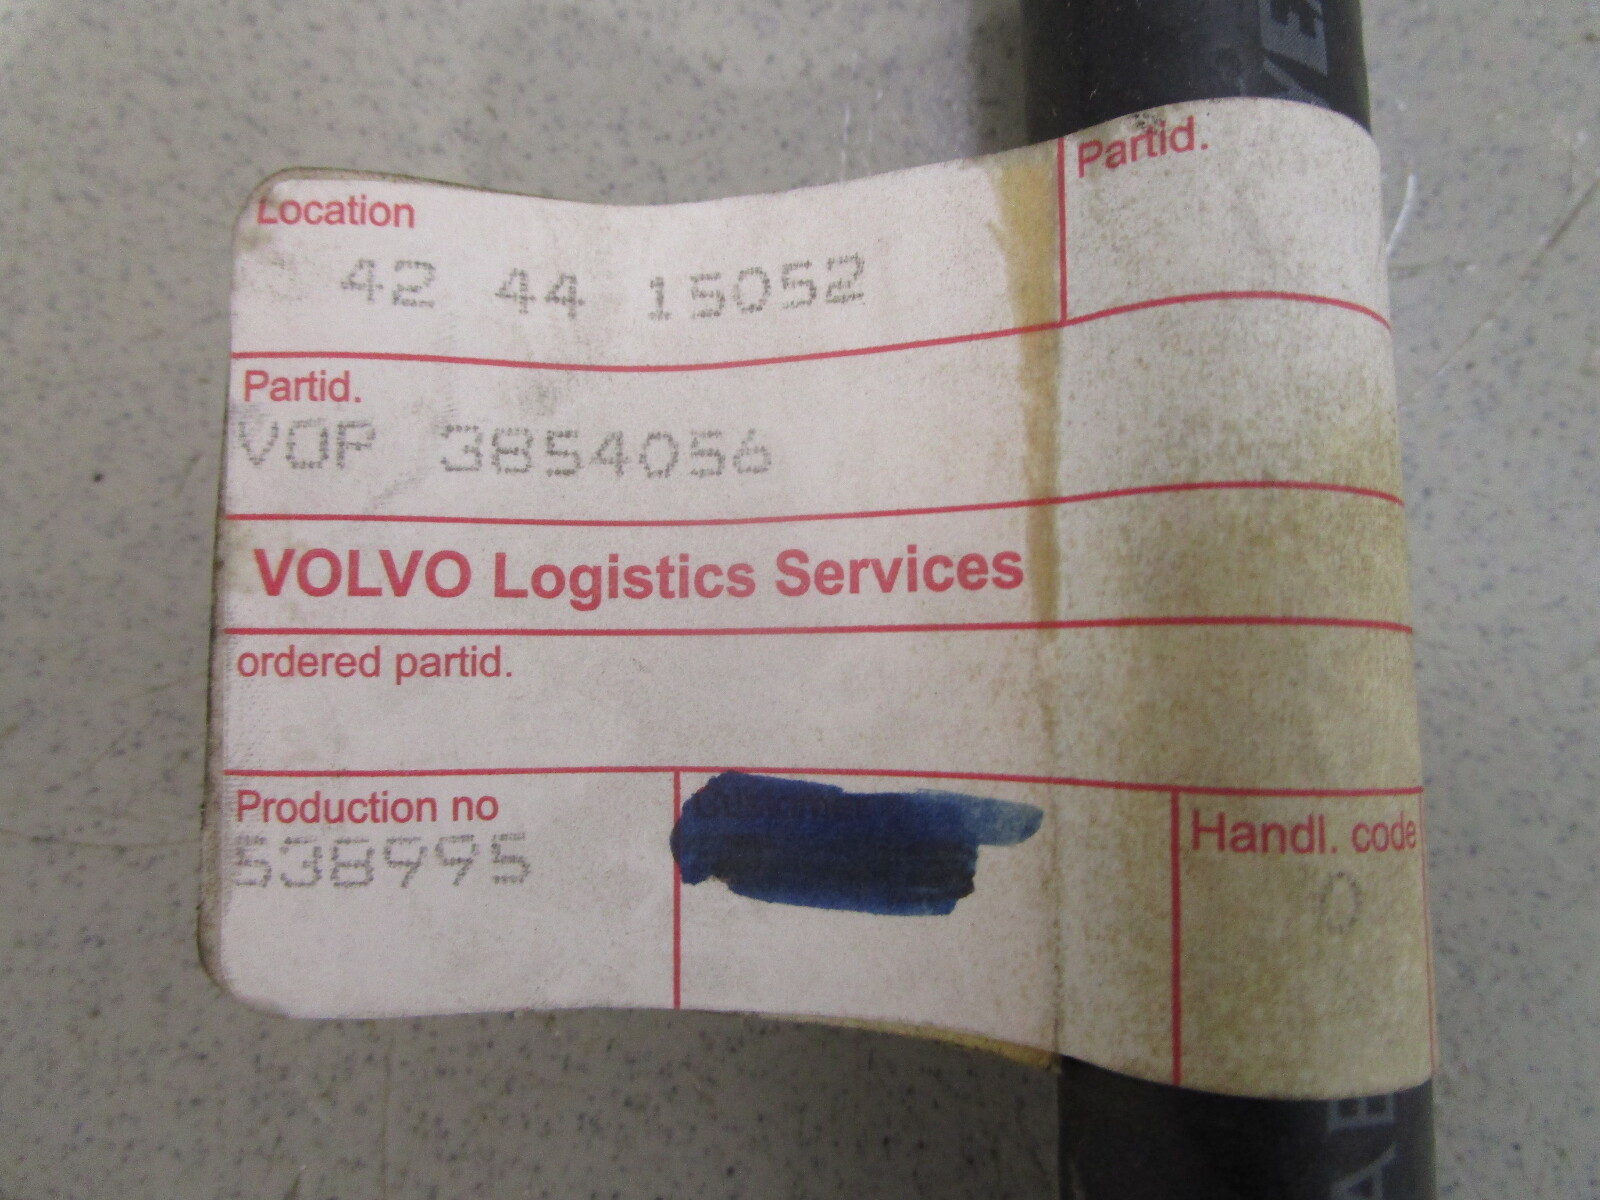 Location
Partid.
42 44 15052
Partid.
VOP 3854056
VOLVO Logistics Services
ordered partid.
Production no
Handl. code
538995
0